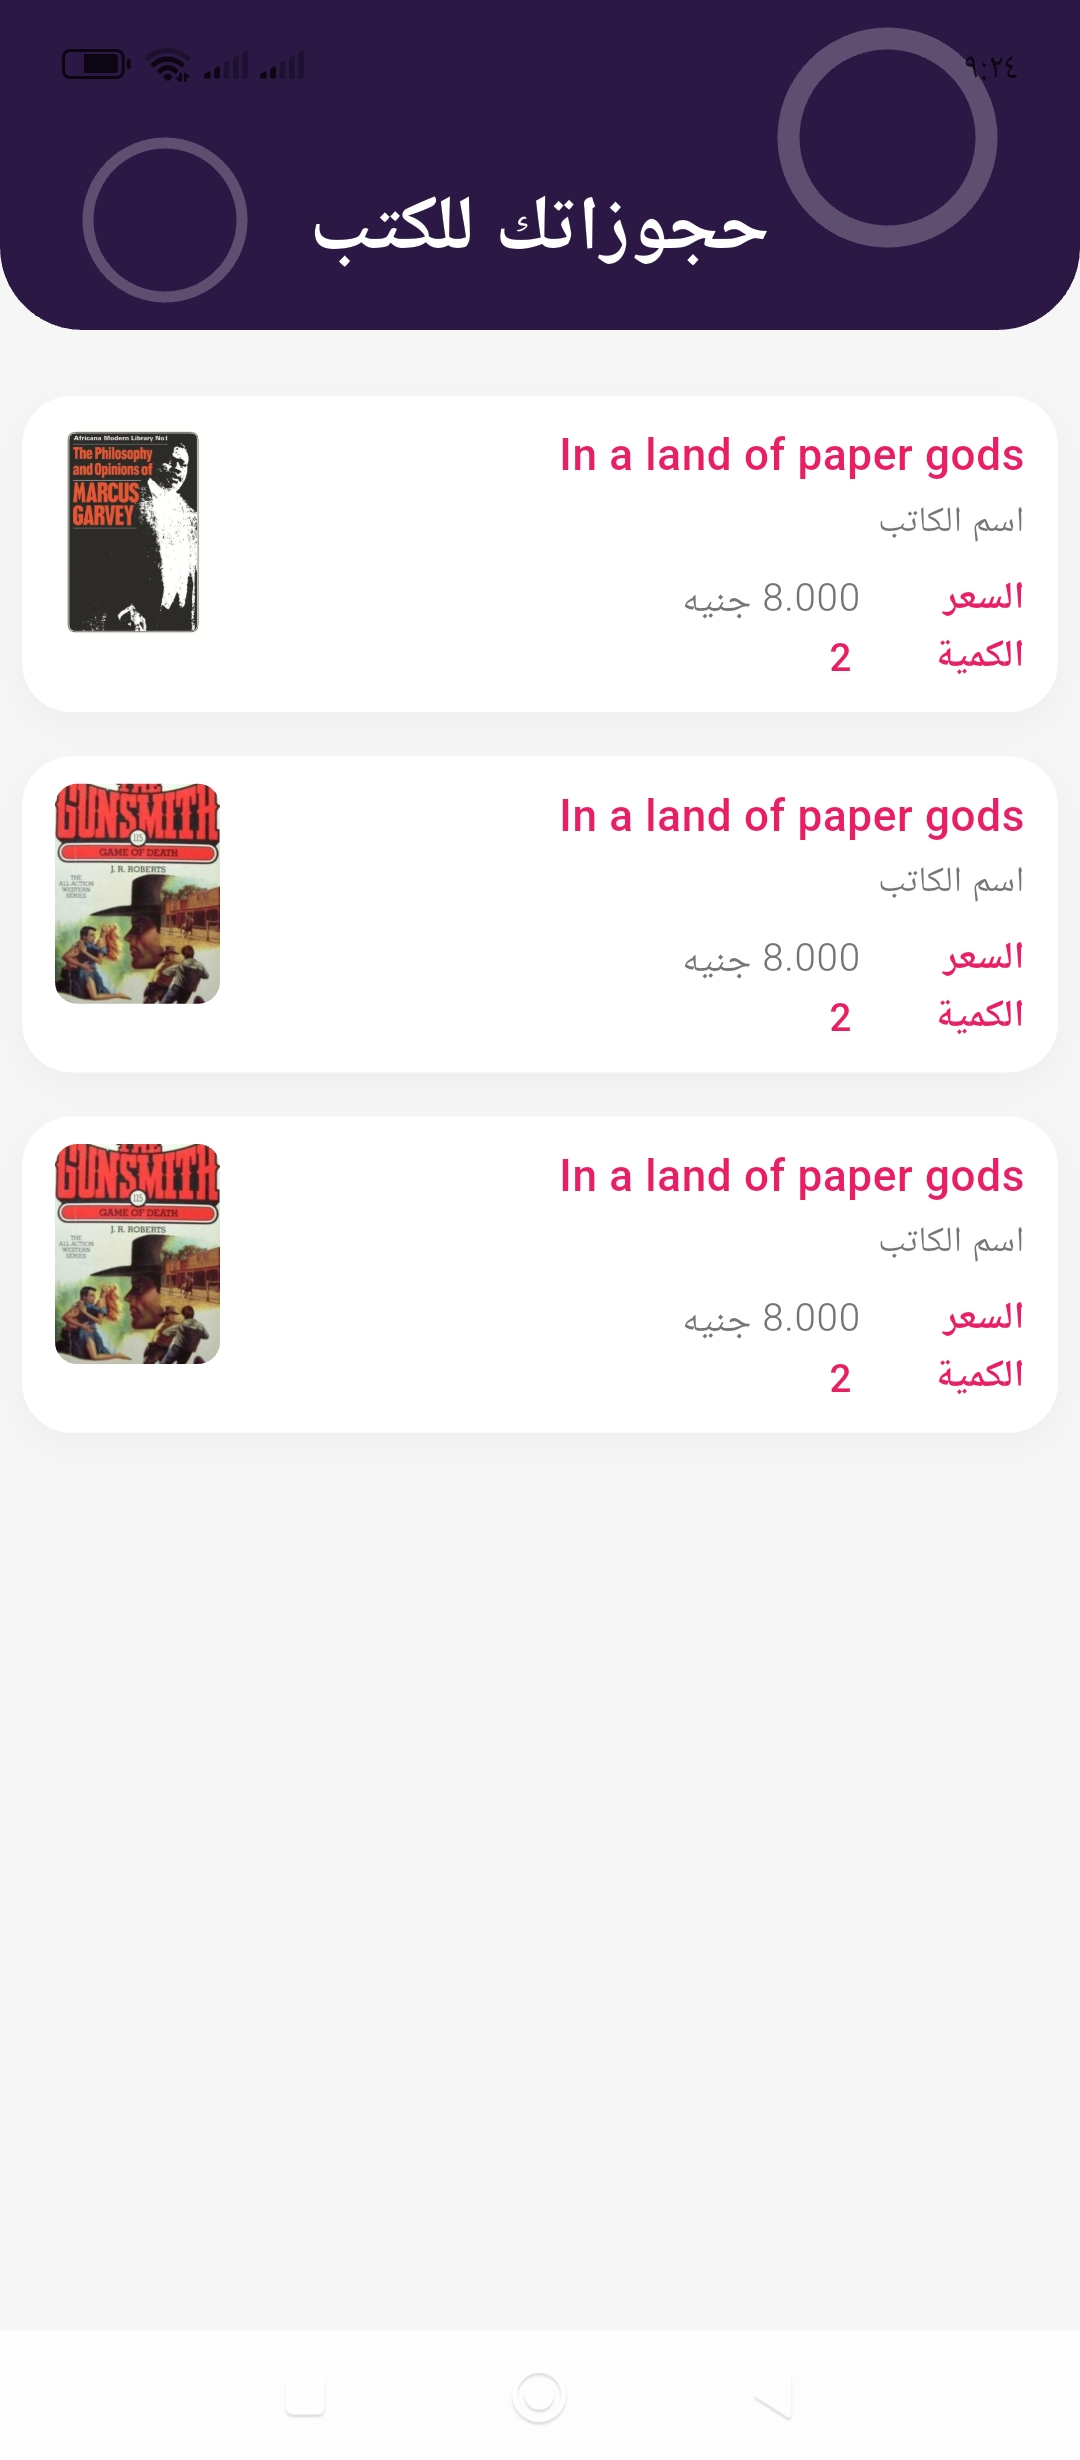 ٩:٢٤
حجوزاتك للكتب
In a land of paper gods
اسم الكاتب
السعر 8.000 جنيه
الكمية 2
Africana Modern Library No1
The Philosophy
and Opinions of
MARCUS
GARVEY
In a land of paper gods
اسم الكاتب
السعر 8.000 جنيه
الكمية 2
THE
GUNSMITH
115
GAME OF DEATH
J. R. ROBERTS
THE
ALL-ACTION
WESTERN
SERIES
In a land of paper gods
اسم الكاتب
السعر 8.000 جنيه
الكمية 2
THE
GUNSMITH
115
GAME OF DEATH
J. R. ROBERTS
THE
ALL-ACTION
WESTERN
SERIES